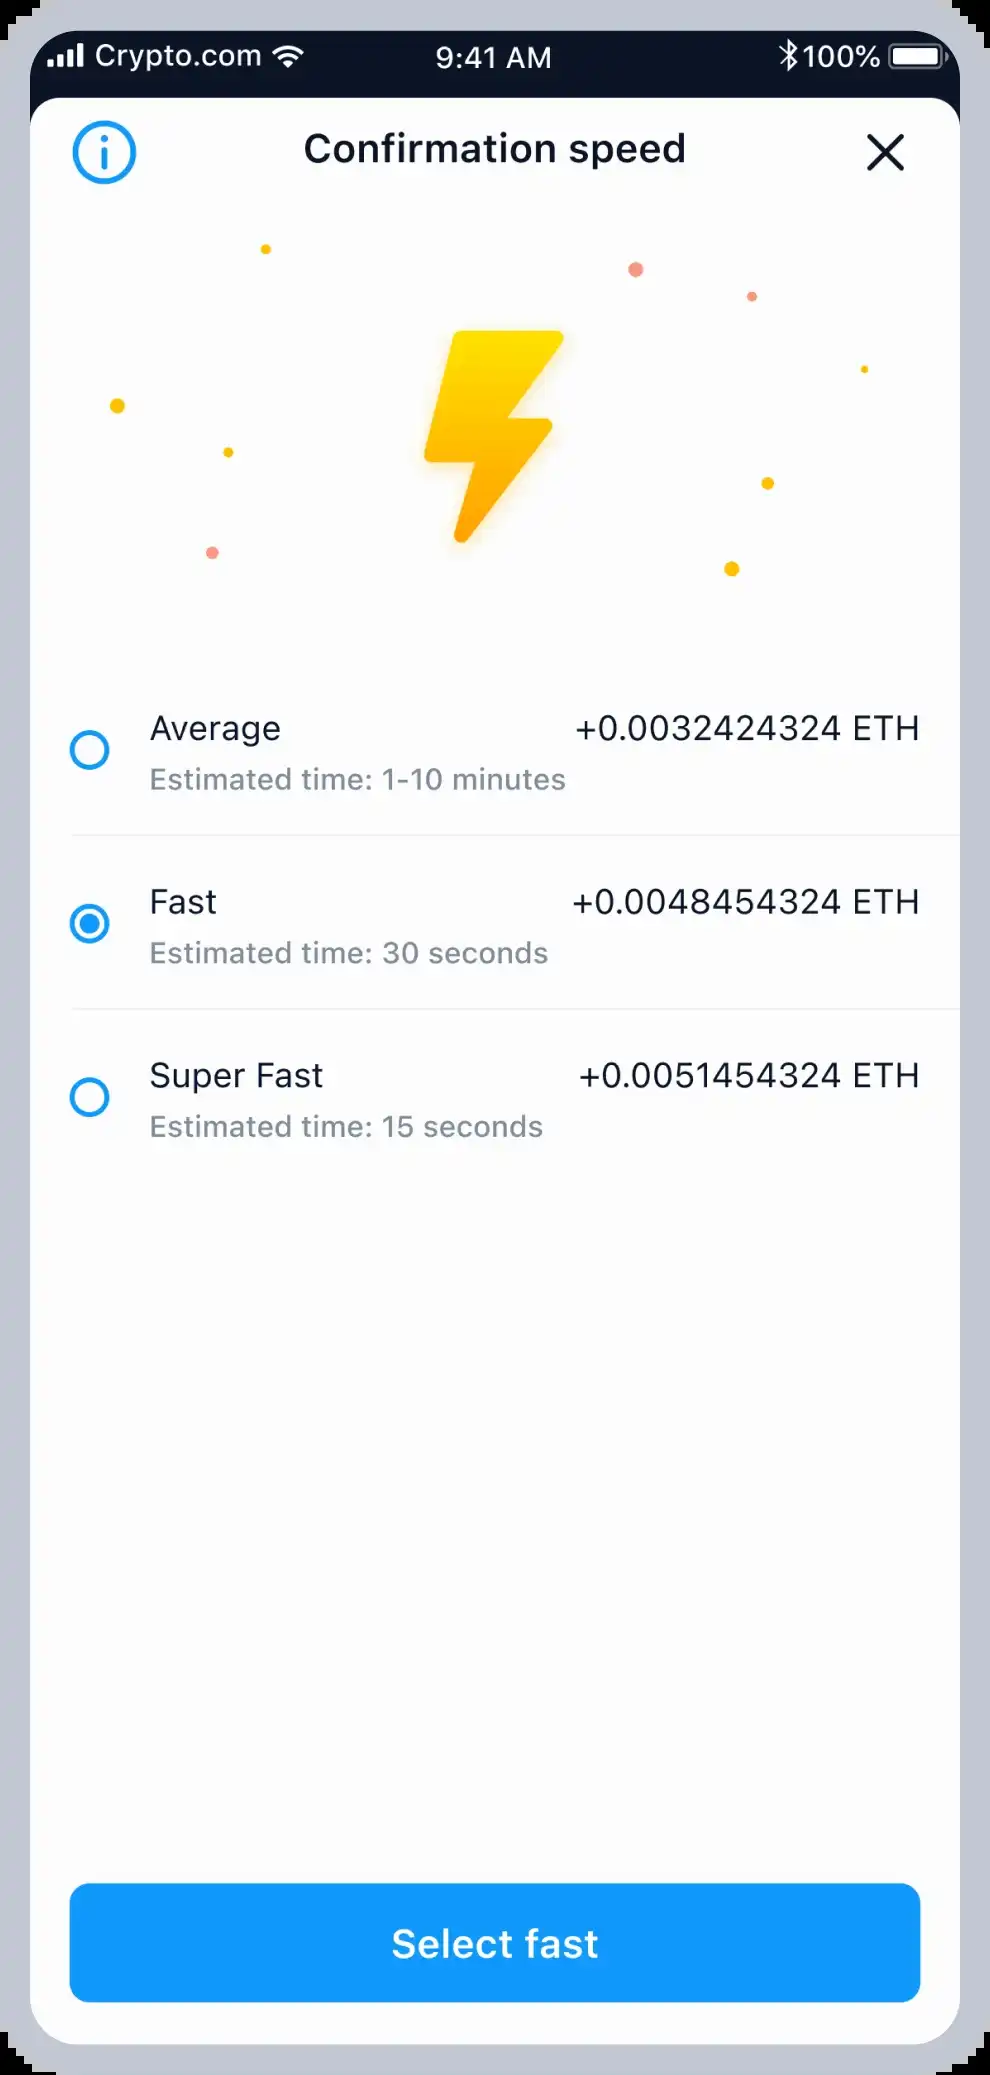 Crypto.com 9:41 AM 100%
Confirmation speed
Average +0.0032424324 ETH
Estimated time: 1-10 minutes
Fast +0.0048454324 ETH
Estimated time: 30 seconds
Super Fast +0.0051454324 ETH
Estimated time: 15 seconds
Select fast